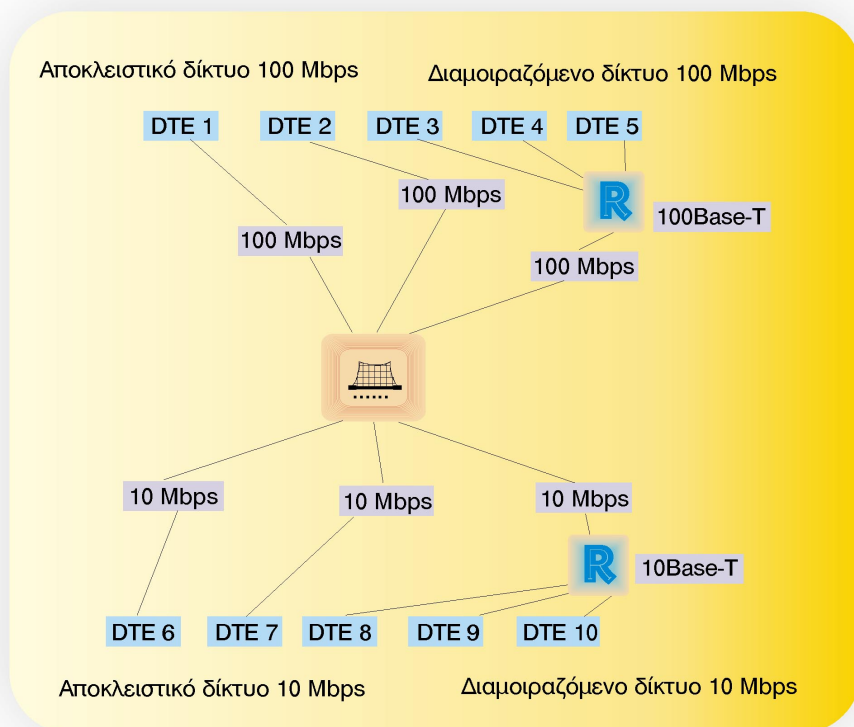 Αποκλειστικό δίκτυο 100 Mbps
Διαμοιραζόμενο δίκτυο 100 Mbps
DTE 1
DTE 2
DTE 3
DTE 4
DTE 5
100 Mbps
R
100Base-T
100 Mbps
100 Mbps
10 Mbps
10 Mbps
10 Mbps
R
10Base-T
DTE 6
DTE 7
DTE 8
DTE 9
DTE 10
Αποκλειστικό δίκτυο 10 Mbps
Διαμοιραζόμενο δίκτυο 10 Mbps